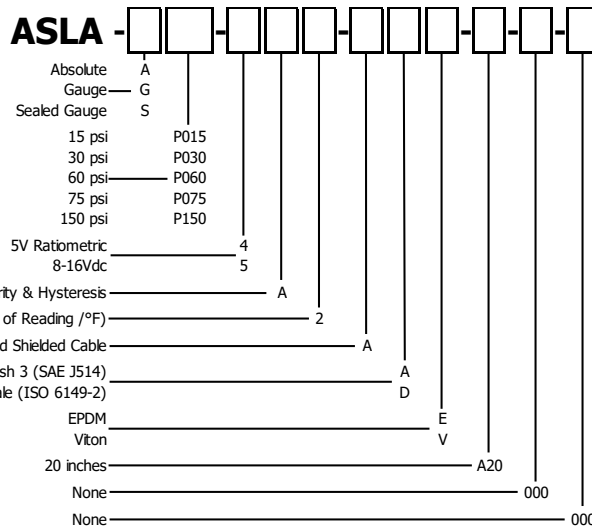 ASLA - - - - - -
Absolute A
Gauge G
Sealed Gauge S
15 psi P015
30 psi P030
60 psi P060
75 psi P075
150 psi P150
5V Ratiometric 4
8-16Vdc 5
rity & Hysteresis A
of Reading /°F) 2
d Shielded Cable A
sh 3 (SAE J514) A
ale (ISO 6149-2) D
EPDM E
Viton V
20 inches A20
None 000
None 000